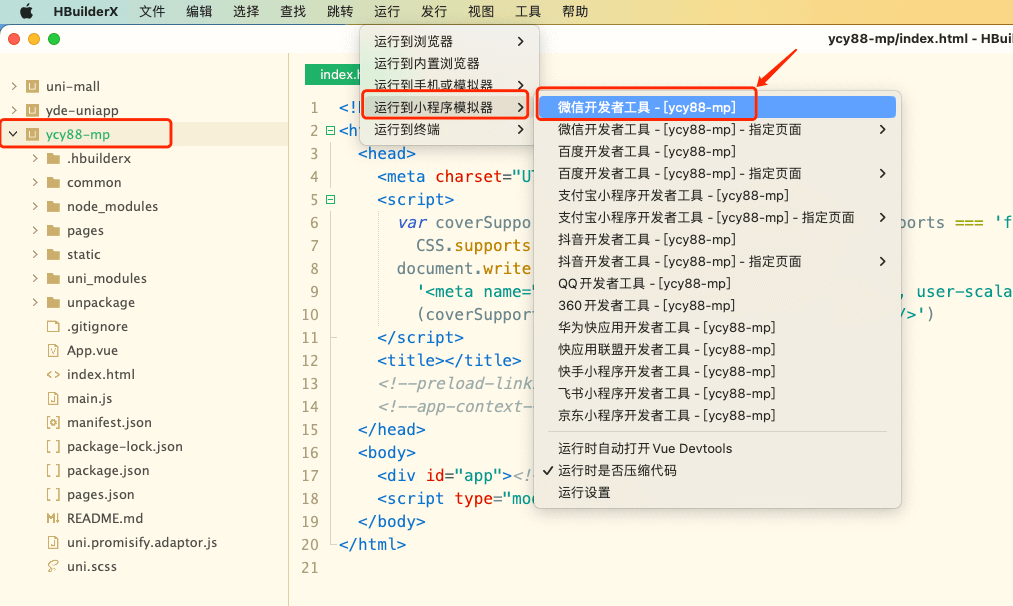 HBuilderX 文件 编辑 选择 查找 跳转 运行 发行 视图 工具 帮助
ycy88-mp/index.html - HBuil
uni-mall
yde-uniapp
ycy88-mp
.hbuilderx
common
node_modules
pages
static
uni_modules
unpackage
.gitignore
App.vue
index.html
main.js
manifest.json
package-lock.json
package.json
pages.json
README.md
uni.promisify.adaptor.js
uni.scss
index.h
运行到浏览器
运行到内置浏览器
运行到手机或模拟器
运行到小程序模拟器
运行到终端
微信开发者工具 - [ycy88-mp]
微信开发者工具 - [ycy88-mp] - 指定页面
百度开发者工具 - [ycy88-mp]
百度开发者工具 - [ycy88-mp] - 指定页面
支付宝小程序开发者工具 - [ycy88-mp]
支付宝小程序开发者工具 - [ycy88-mp] - 指定页面
抖音开发者工具 - [ycy88-mp]
抖音开发者工具 - [ycy88-mp] - 指定页面
QQ开发者工具 - [ycy88-mp]
360开发者工具 - [ycy88-mp]
华为快应用开发者工具 - [ycy88-mp]
快应用联盟开发者工具 - [ycy88-mp]
快手小程序开发者工具 - [ycy88-mp]
飞书小程序开发者工具 - [ycy88-mp]
京东小程序开发者工具 - [ycy88-mp]
运行时自动打开Vue Devtools
运行时是否压缩代码
运行设置
1 <!
2 <h
3 <head>
4 <meta charset="U
5 <script>
6 var coverSuppo ports === 'f
7 CSS.supports
8 document.write
9 '<meta name=" , user-scala
10 (coverSuppor />')
11 </script>
12 <title></title>
13 <!--preload-link
14 <!--app-context-
15 </head>
16 <body>
17 <div id="app"><!
18 <script type="mo
19 </body>
20 </html>
21